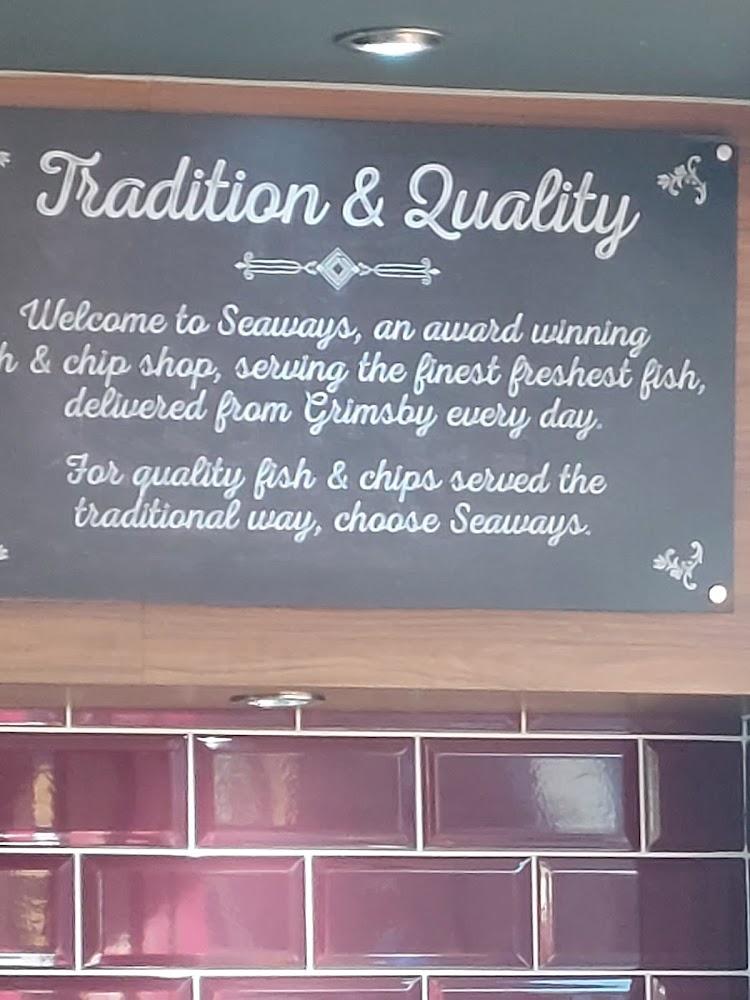 Tradition & Quality
Welcome to Seaways, an award winning
h & chip shop, serving the finest freshest fish,
delivered from Grimsby every day.
For quality fish & chips served the
traditional way, choose Seaways.